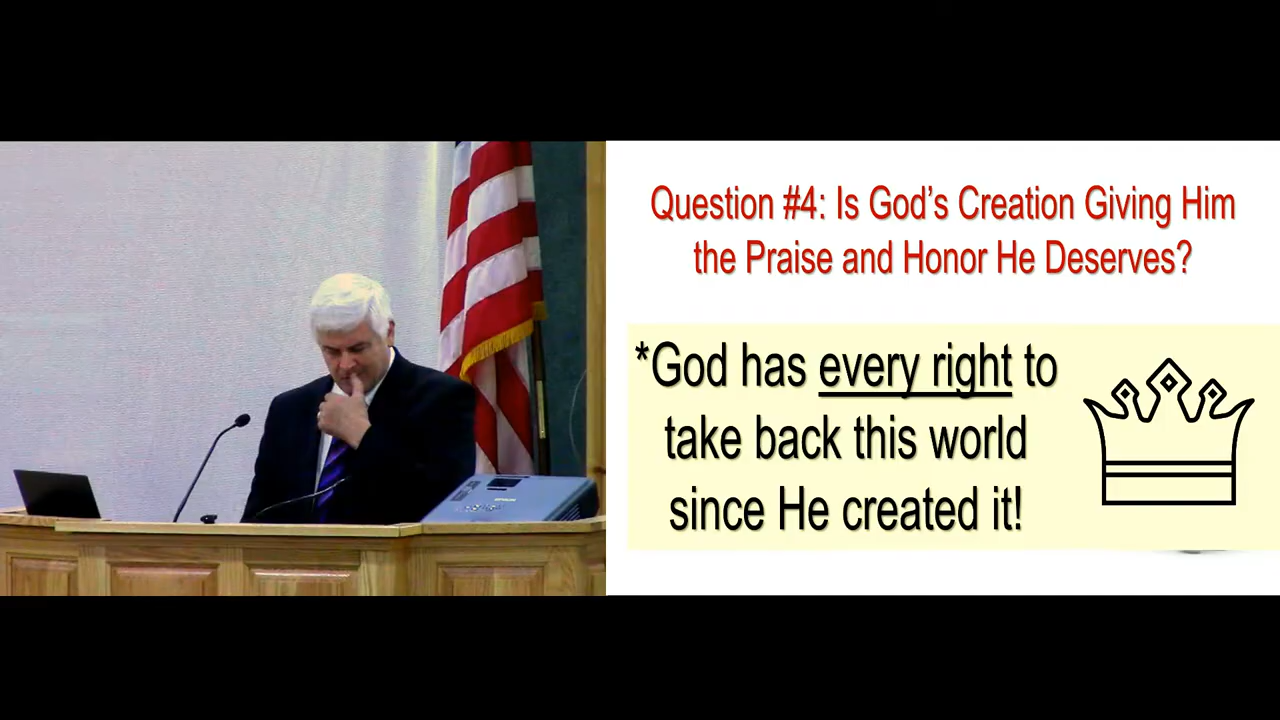 Question #4: Is God’s Creation Giving Him
the Praise and Honor He Deserves?
*God has every right to
take back this world
since He created it!